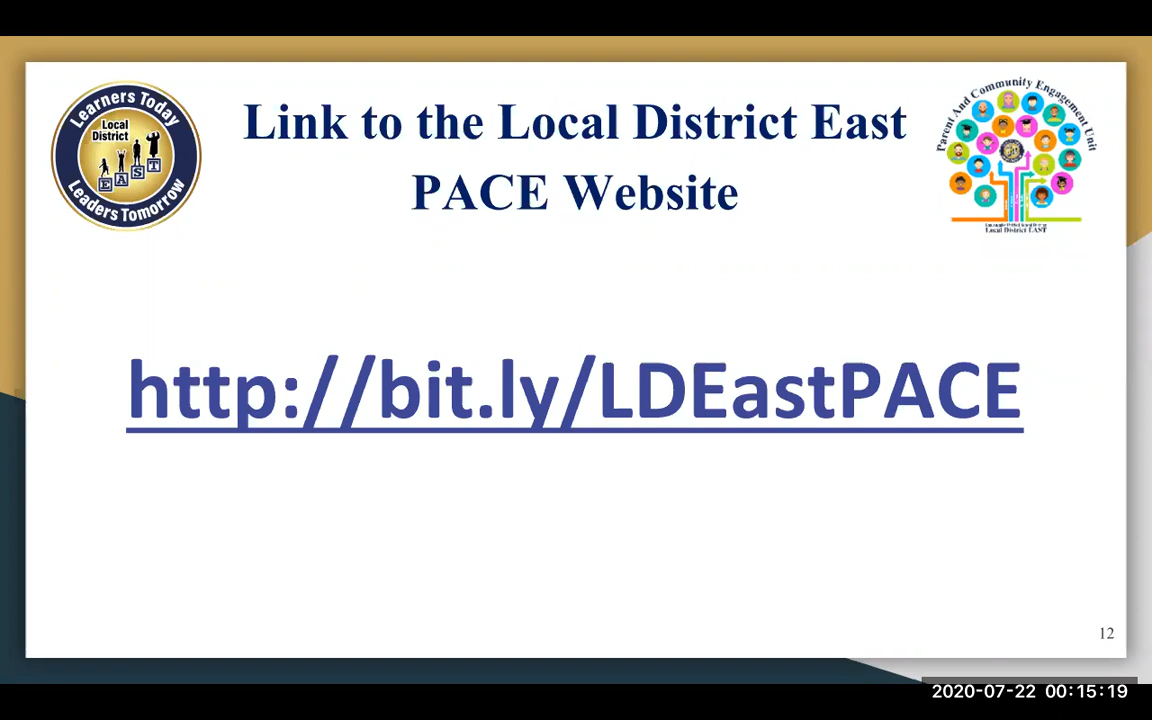 Learners Today
Local
District
EAST
Leaders Tomorrow
Link to the Local District East
PACE Website
Parent And Community Engagement Unit
Local District EAST
http://bit.ly/LDEastPACE
12
2020-07-22 00:15:19